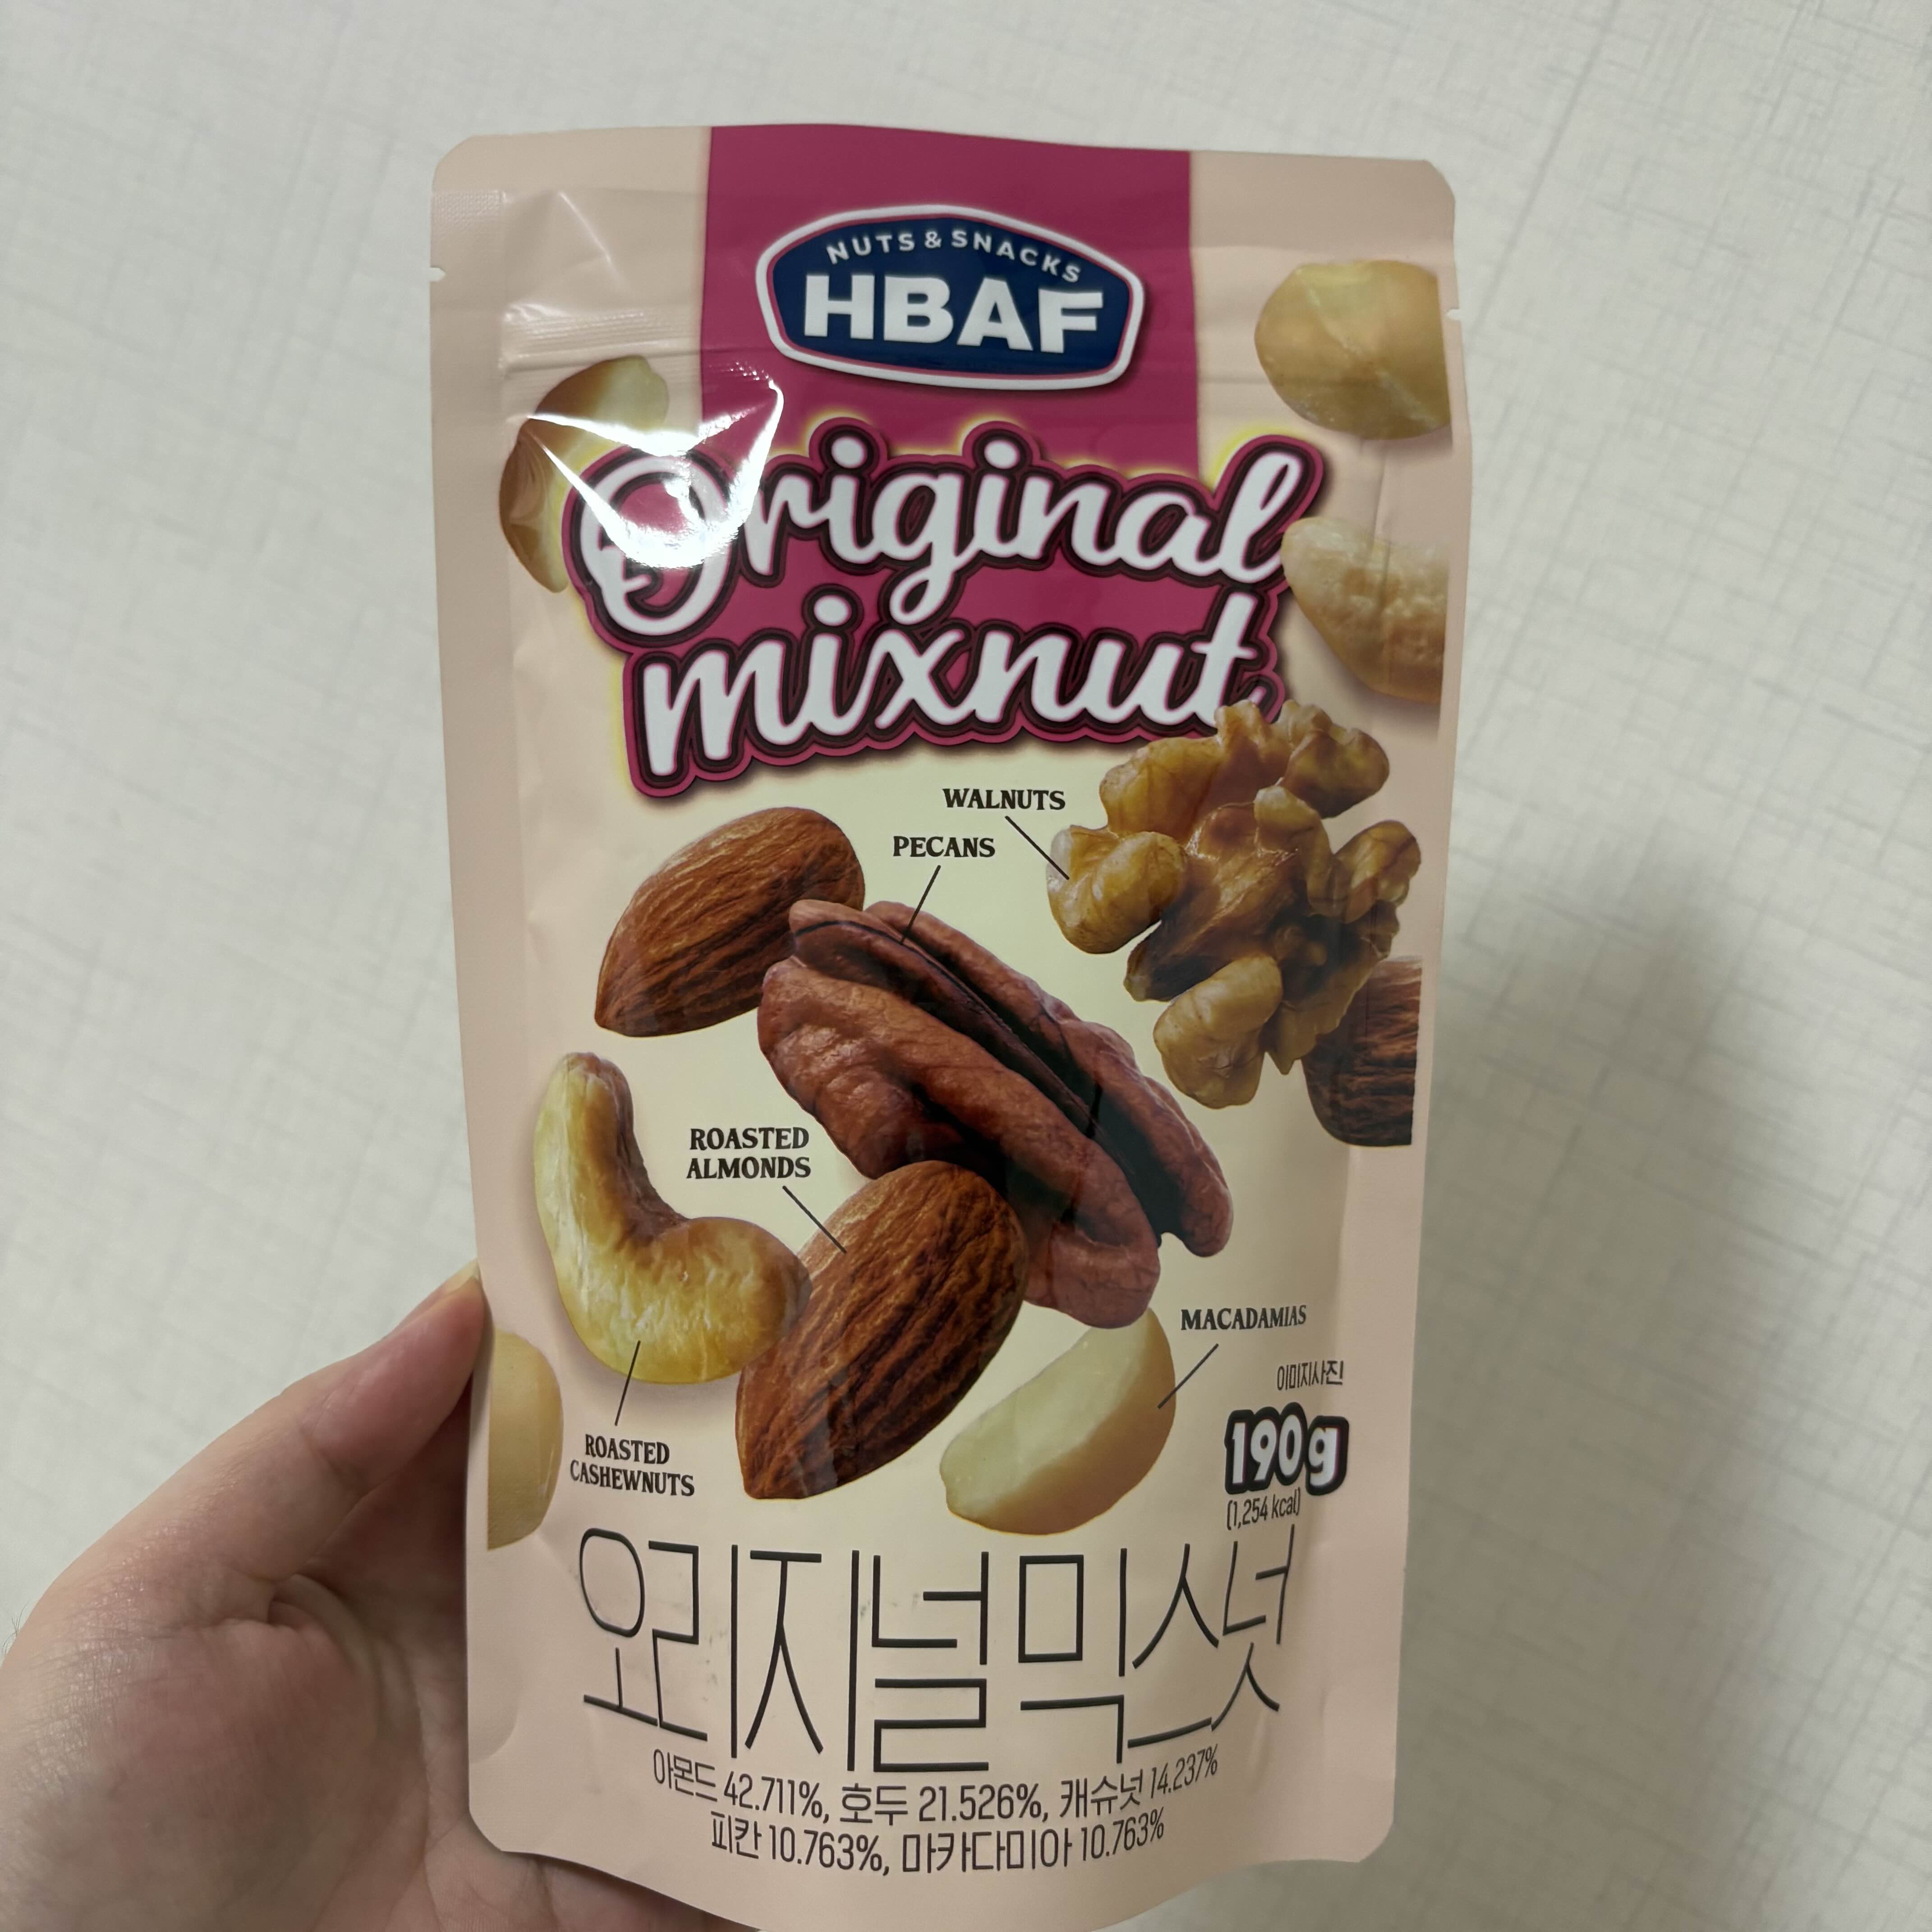 NUTS & SNACKS
HBAF
Original
mixnut
WALNUTS
PECANS
ROASTED
ALMONDS
MACADAMIAS
이미지사진
190g
(1,254 kcal)
ROASTED
CASHEWNUTS
오리지널 믹스넛
아몬드 42.711%, 호두 21.526%, 캐슈넛 14.237%
피칸 10.763%, 마카다미아 10.763%